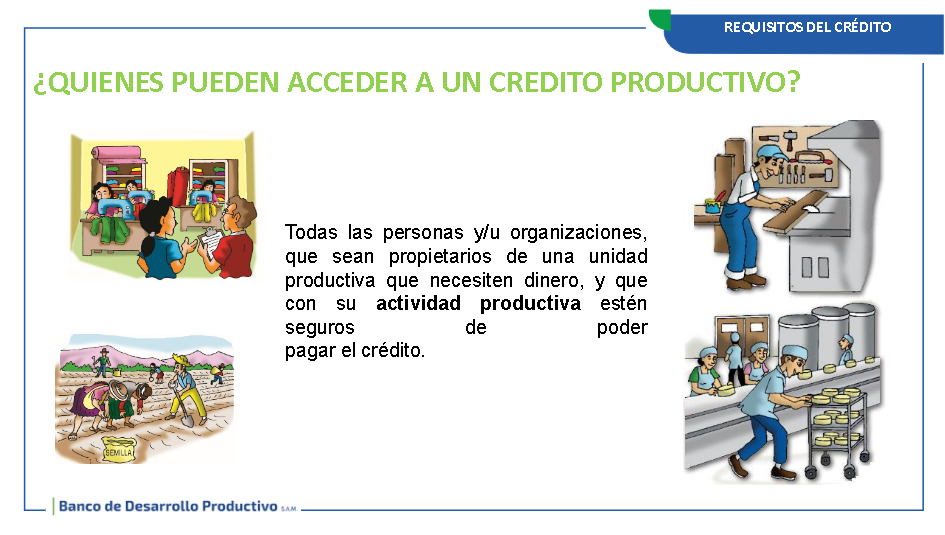 REQUISITOS DEL CRÉDITO
¿QUIENES PUEDEN ACCEDER A UN CREDITO PRODUCTIVO?
Todas las personas y/u organizaciones,
que sean propietarios de una unidad
productiva que necesiten dinero, y que
con su actividad productiva estén
seguros de poder
pagar el crédito.
SEMILLA
Banco de Desarrollo Productivo S.A.M.